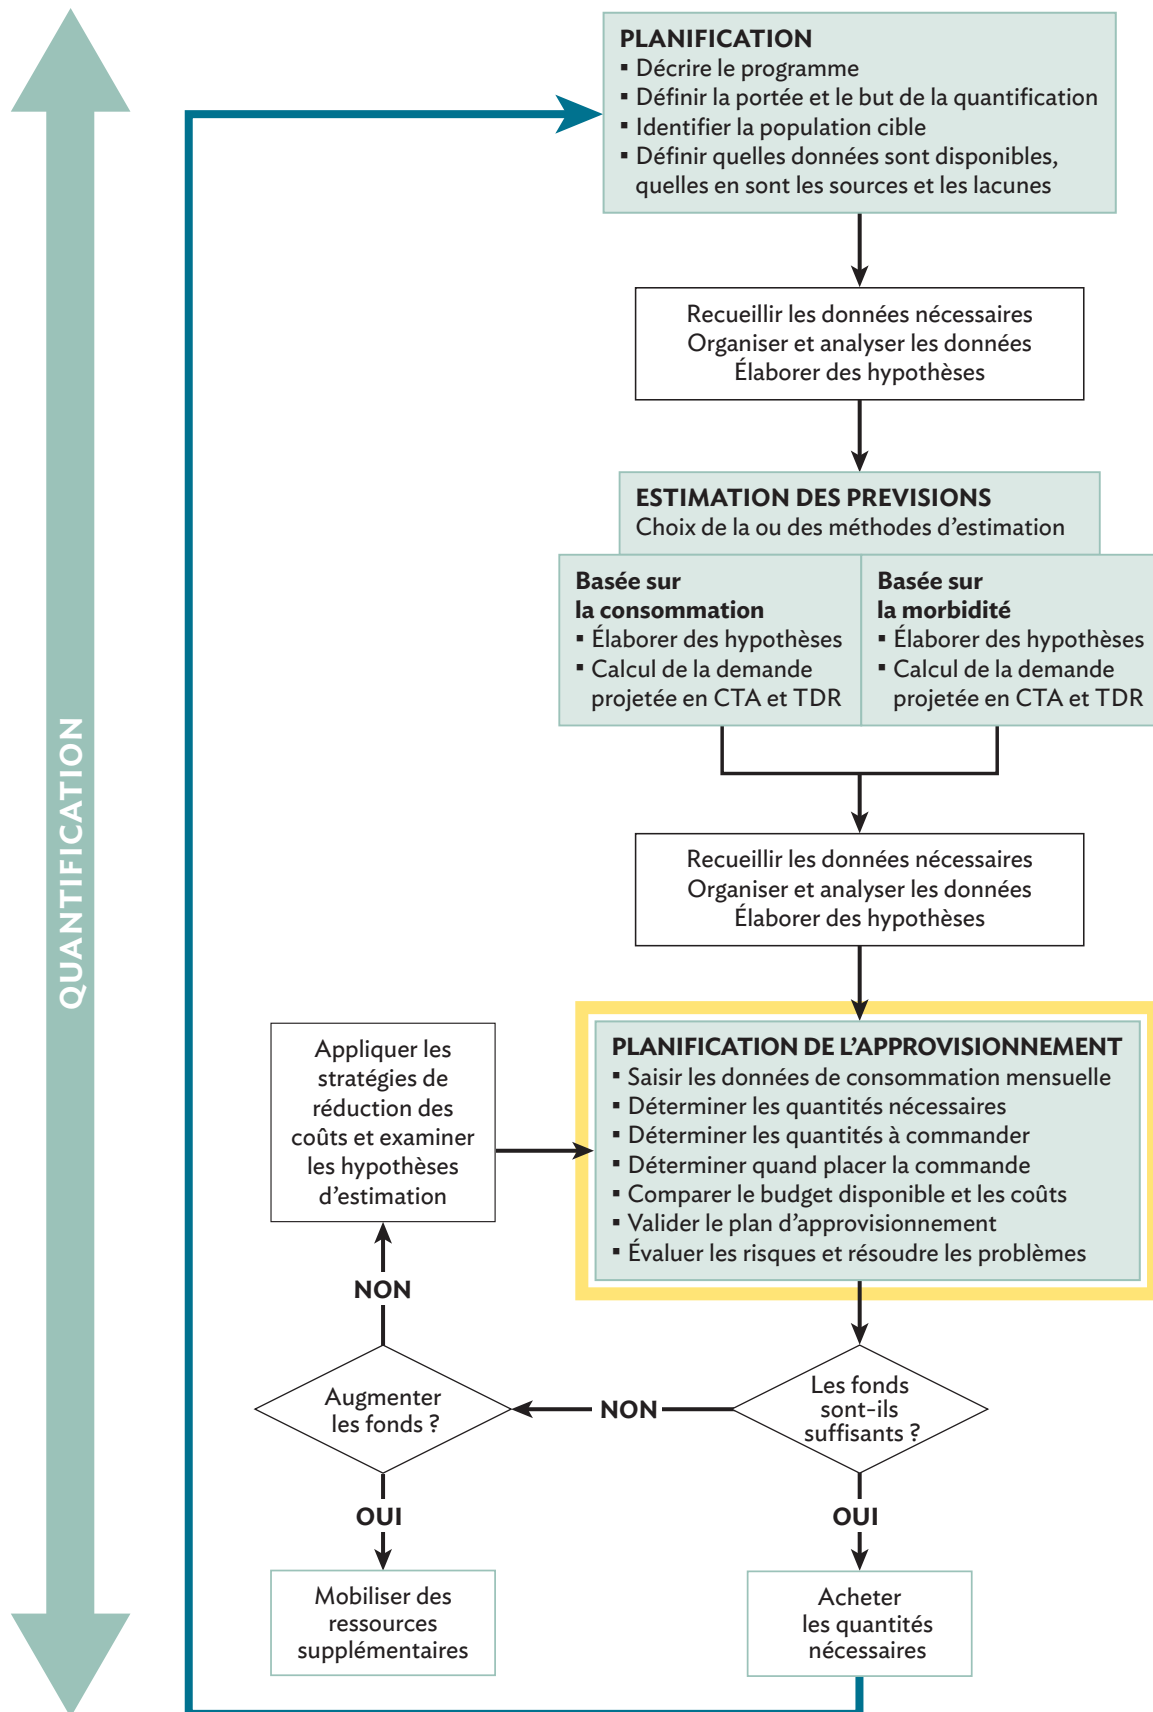 PLANIFICATION
▪ Décrire le programme
▪ Définir la portée et le but de la quantification
▪ Identifier la population cible
▪ Définir quelles données sont disponibles,
quelles en sont les sources et les lacunes
Recueillir les données nécessaires
Organiser et analyser les données
Élaborer des hypothèses
ESTIMATION DES PREVISIONS
Choix de la ou des méthodes d’estimation
Basée sur
la consommation
▪ Élaborer des hypothèses
▪ Calcul de la demande
projetée en CTA et TDR
Basée sur
la morbidité
▪ Élaborer des hypothèses
▪ Calcul de la demande
projetée en CTA et TDR
QUANTIFICATION
Recueillir les données nécessaires
Organiser et analyser les données
Élaborer des hypothèses
PLANIFICATION DE L’APPROVISIONNEMENT
▪ Saisir les données de consommation mensuelle
▪ Déterminer les quantités nécessaires
▪ Déterminer les quantités à commander
▪ Déterminer quand placer la commande
▪ Comparer le budget disponible et les coûts
▪ Valider le plan d’approvisionnement
▪ Évaluer les risques et résoudre les problèmes
Appliquer les
stratégies de
réduction des
coûts et examiner
les hypothèses
d’estimation
NON
Les fonds
sont-ils
suffisants ?
NON
Augmenter
les fonds ?
OUI
OUI
Mobiliser des
ressources
supplémentaires
Acheter
les quantités
nécessaires